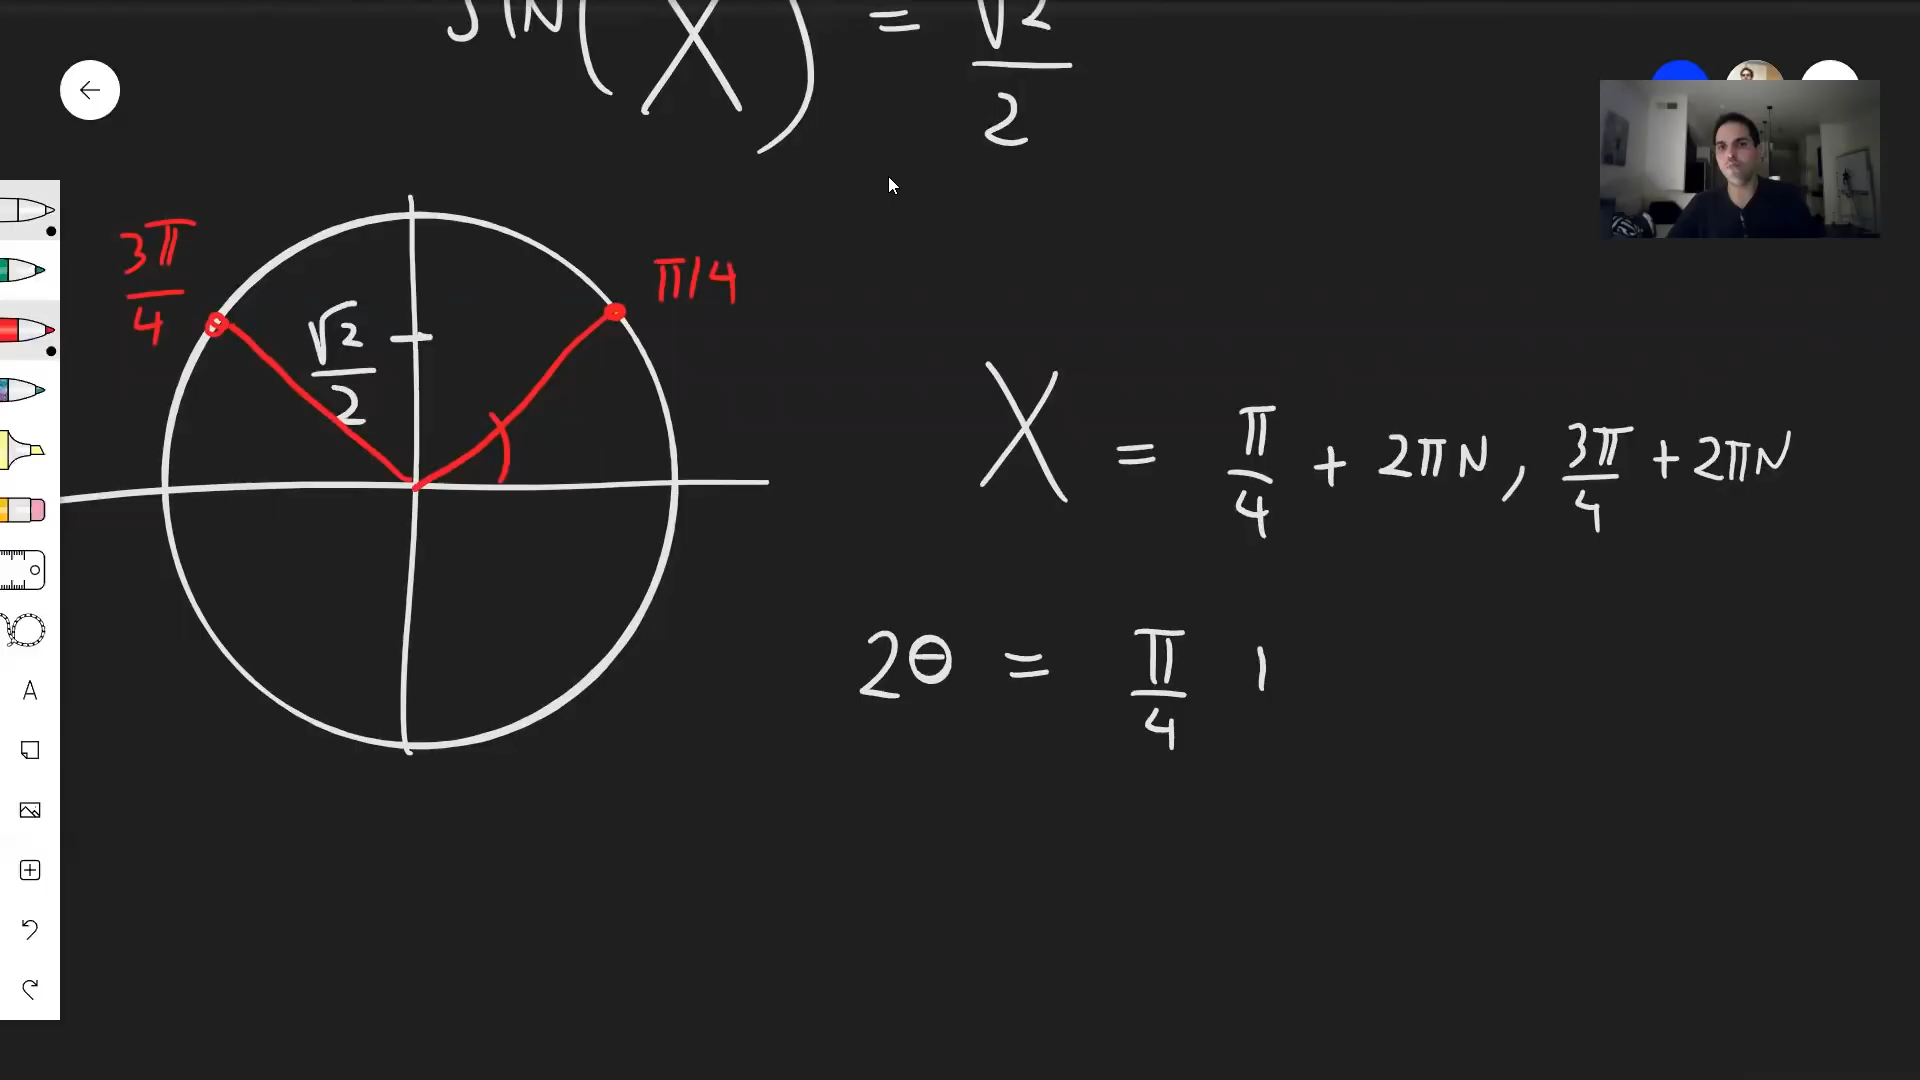 SIN(X) = √2/2
3π/4
π/4
√2/2
X = π/4 + 2πN, 3π/4 + 2πN
2θ = π/4 ı
A